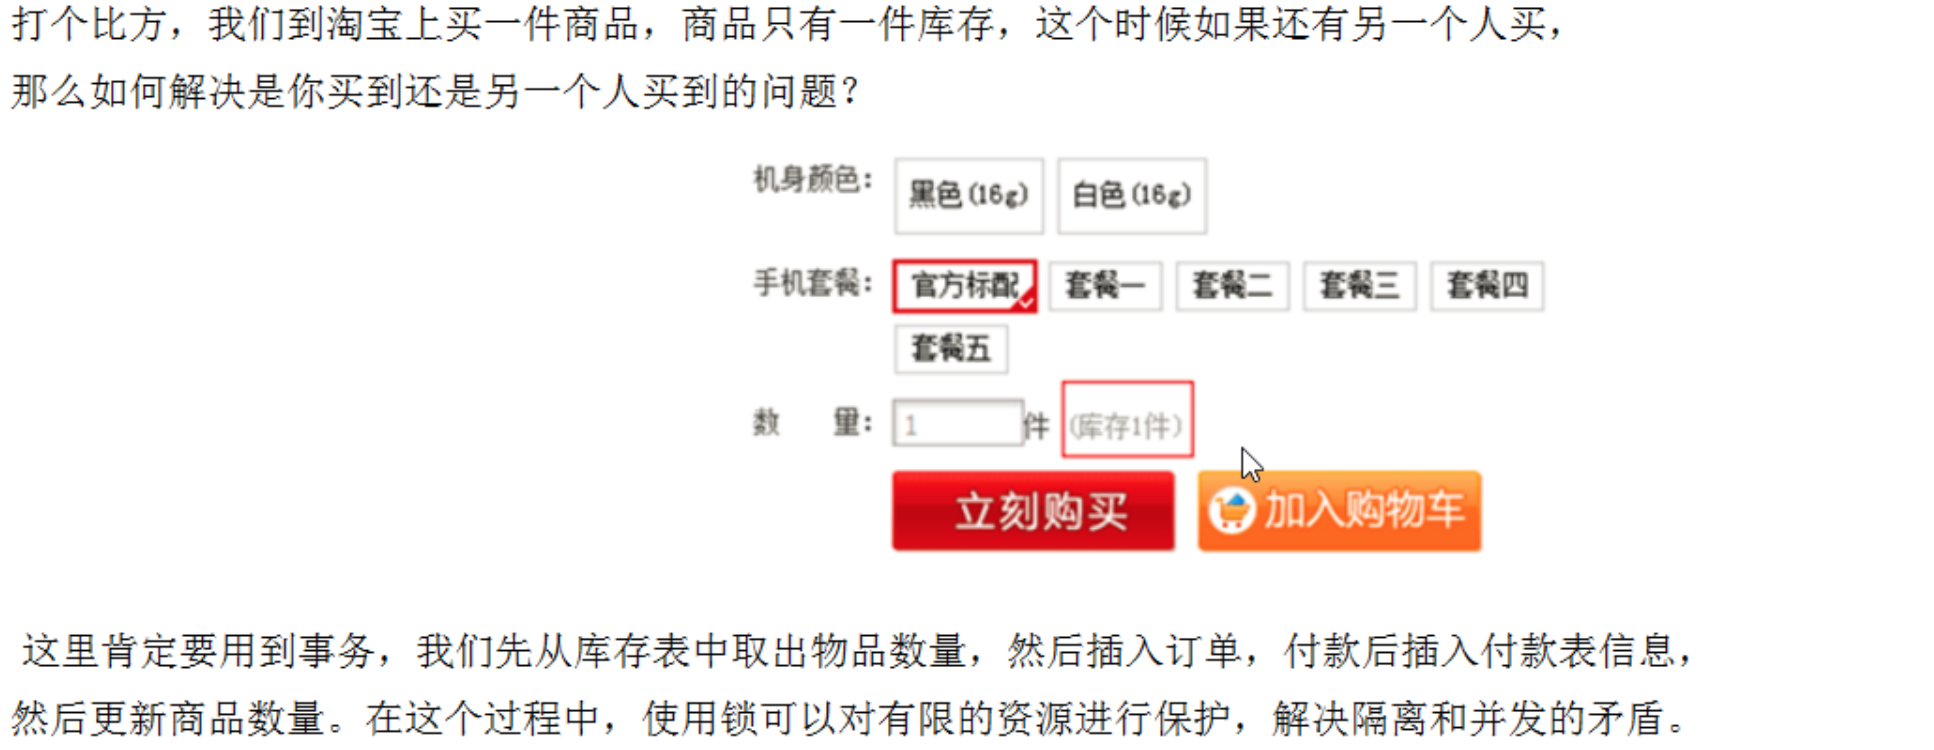 打个比方，我们到淘宝上买一件商品，商品只有一件库存，这个时候如果还有另一个人买，
那么如何解决是你买到还是另一个人买到的问题？
机身颜色： 黑色(16g) 白色(16g)
手机套餐： 官方标配 套餐一 套餐二 套餐三 套餐四
套餐五
数 量： 1 件 (库存1件)
立刻购买 加入购物车
这里肯定要用到事务，我们先从库存表中取出物品数量，然后插入订单，付款后插入付款表信息，
然后更新商品数量。在这个过程中，使用锁可以对有限的资源进行保护，解决隔离和并发的矛盾。